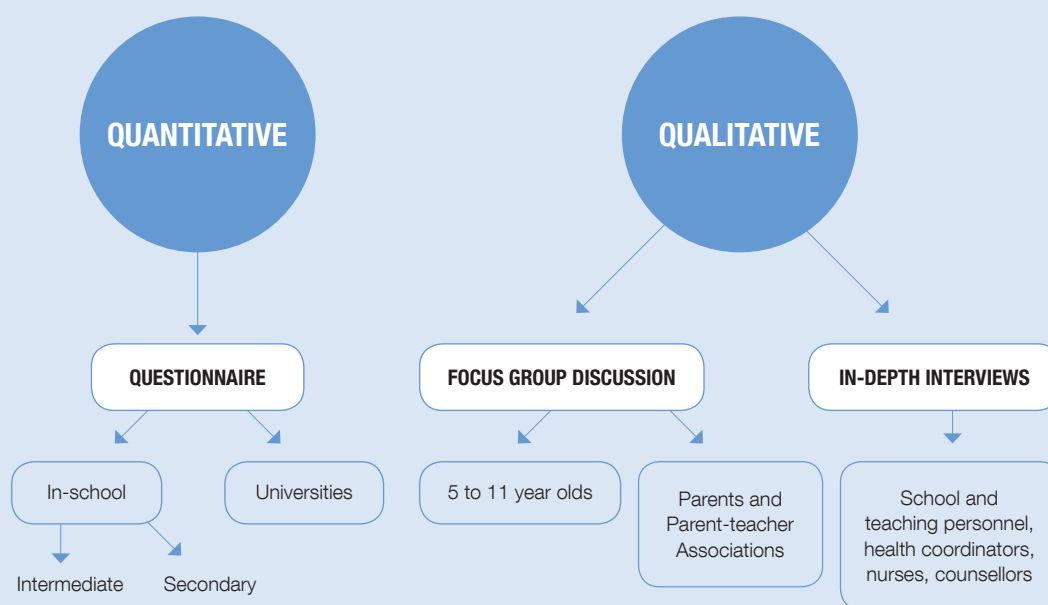 QUANTITATIVE
QUALITATIVE
QUESTIONNAIRE
FOCUS GROUP DISCUSSION
IN-DEPTH INTERVIEWS
In-school
Universities
5 to 11 year olds
Parents and
Parent-teacher
Associations
School and
teaching personnel,
health coordinators,
nurses, counsellors
Intermediate
Secondary